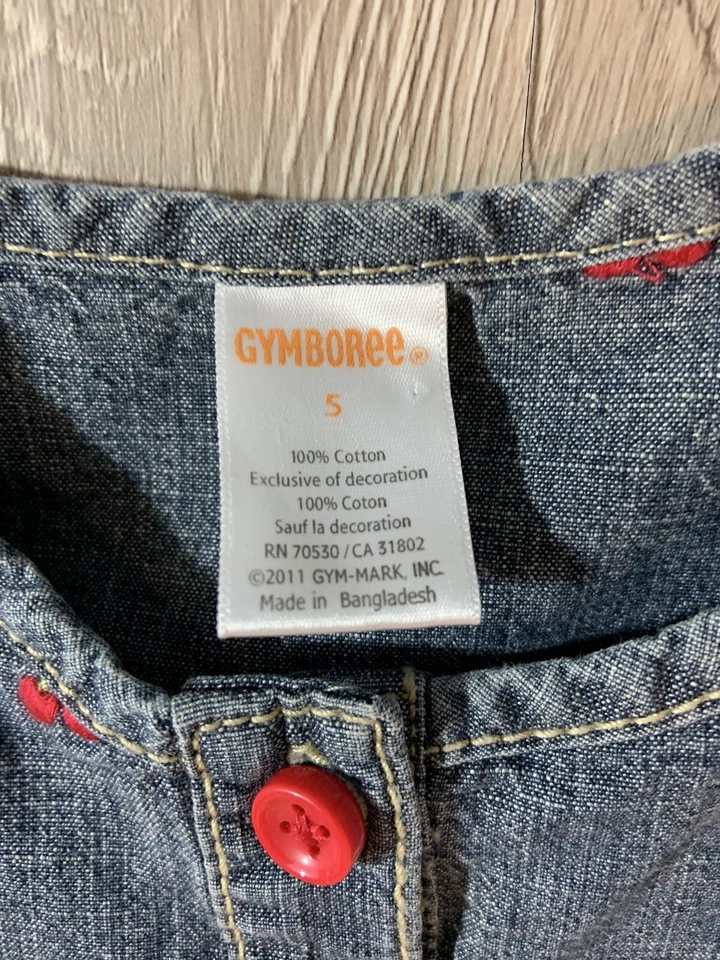 GYMBOREE®
5
100% Cotton
Exclusive of decoration
100% Coton
Sauf la decoration
RN 70530 / CA 31802
©2011 GYM-MARK, INC.
Made in Bangladesh